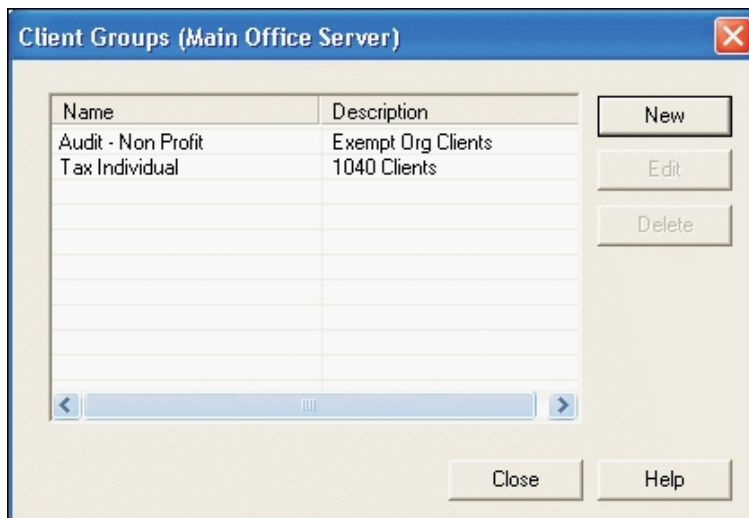 Client Groups (Main Office Server)
Name Description New
Audit - Non Profit Exempt Org Clients
Tax Individual 1040 Clients Edit
Delete
Close Help